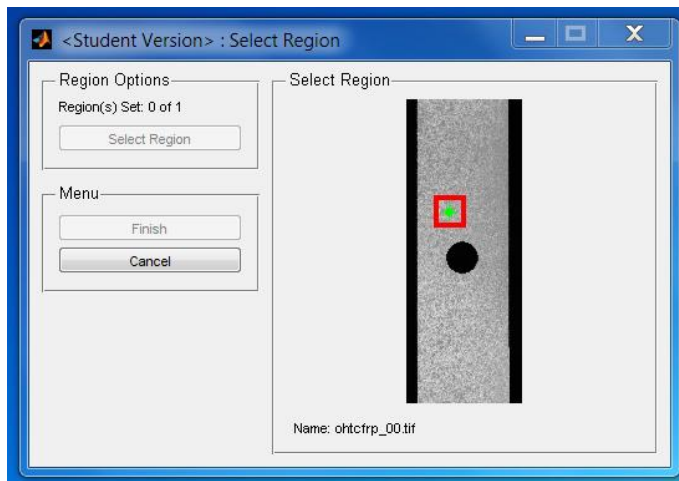 <Student Version> : Select Region
Region Options
Region(s) Set: 0 of 1
Select Region
Menu
Finish
Cancel
Select Region
Name: ohtcfrp_00.tif